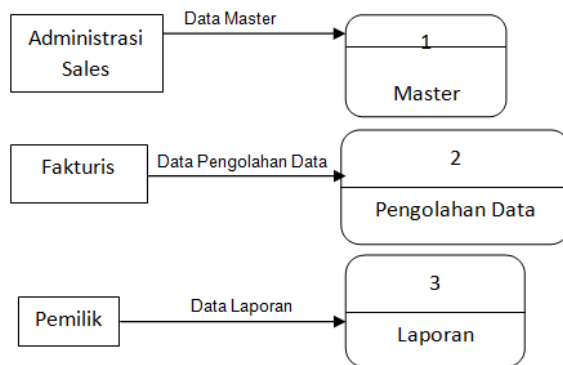 Administrasi
Sales
Data Master
1
Master
Fakturis
Data Pengolahan Data
2
Pengolahan Data
Pemilik
Data Laporan
3
Laporan